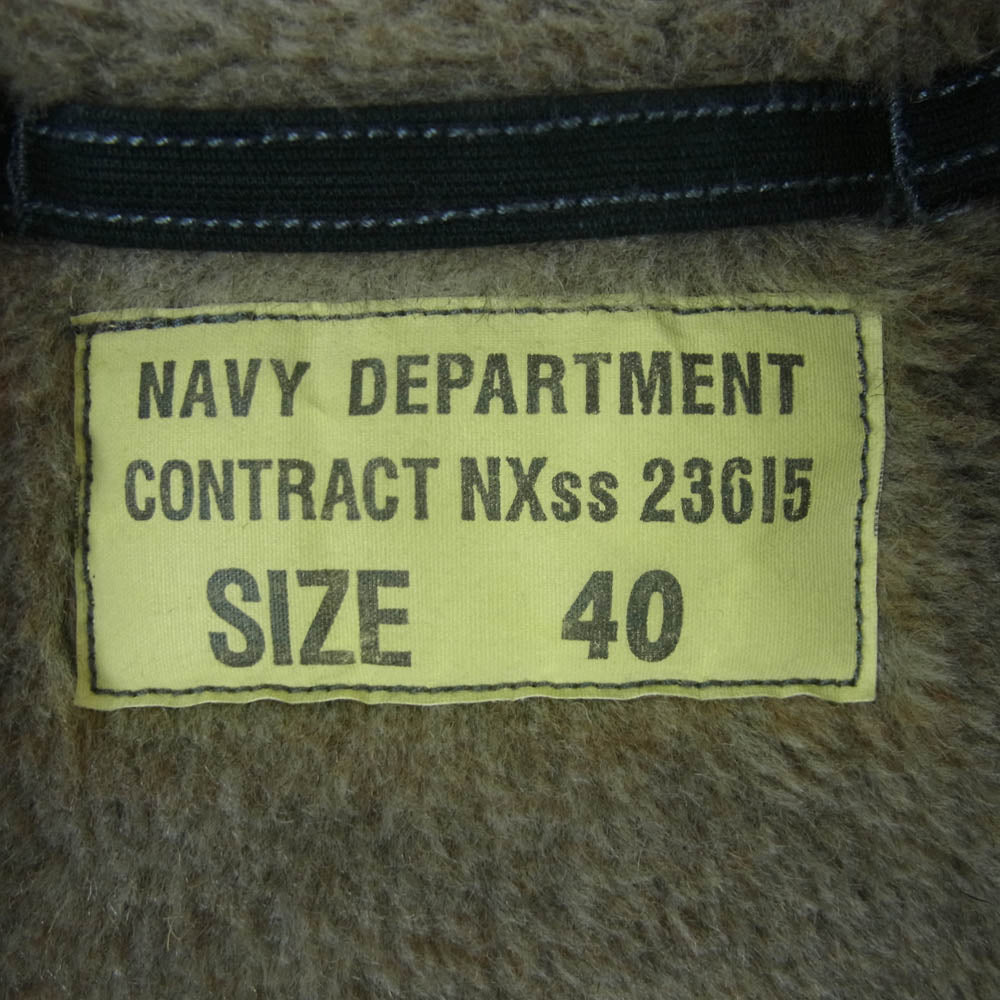 NAVY DEPARTMENT
CONTRACT NXss 23615
SIZE 40